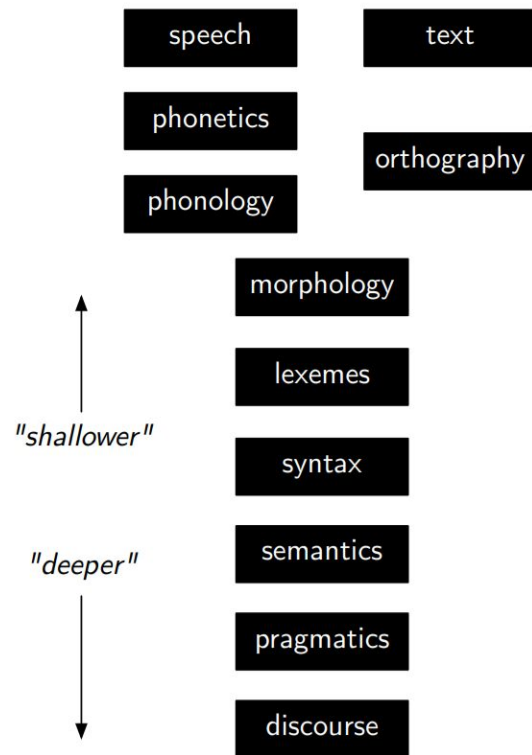 speech
text
phonetics
orthography
phonology
morphology
lexemes
"shallower"
syntax
semantics
"deeper"
pragmatics
discourse